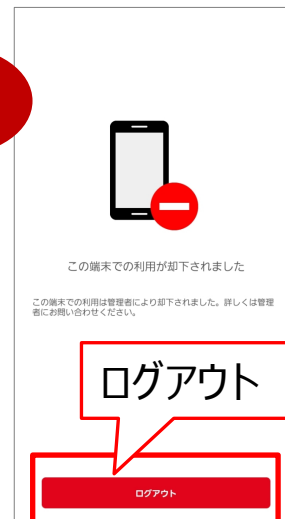 この端末での利用が却下されました
この端末での利用は管理者により却下されました。詳しくは管理
者にお問い合わせください。
ログアウト
ログアウト